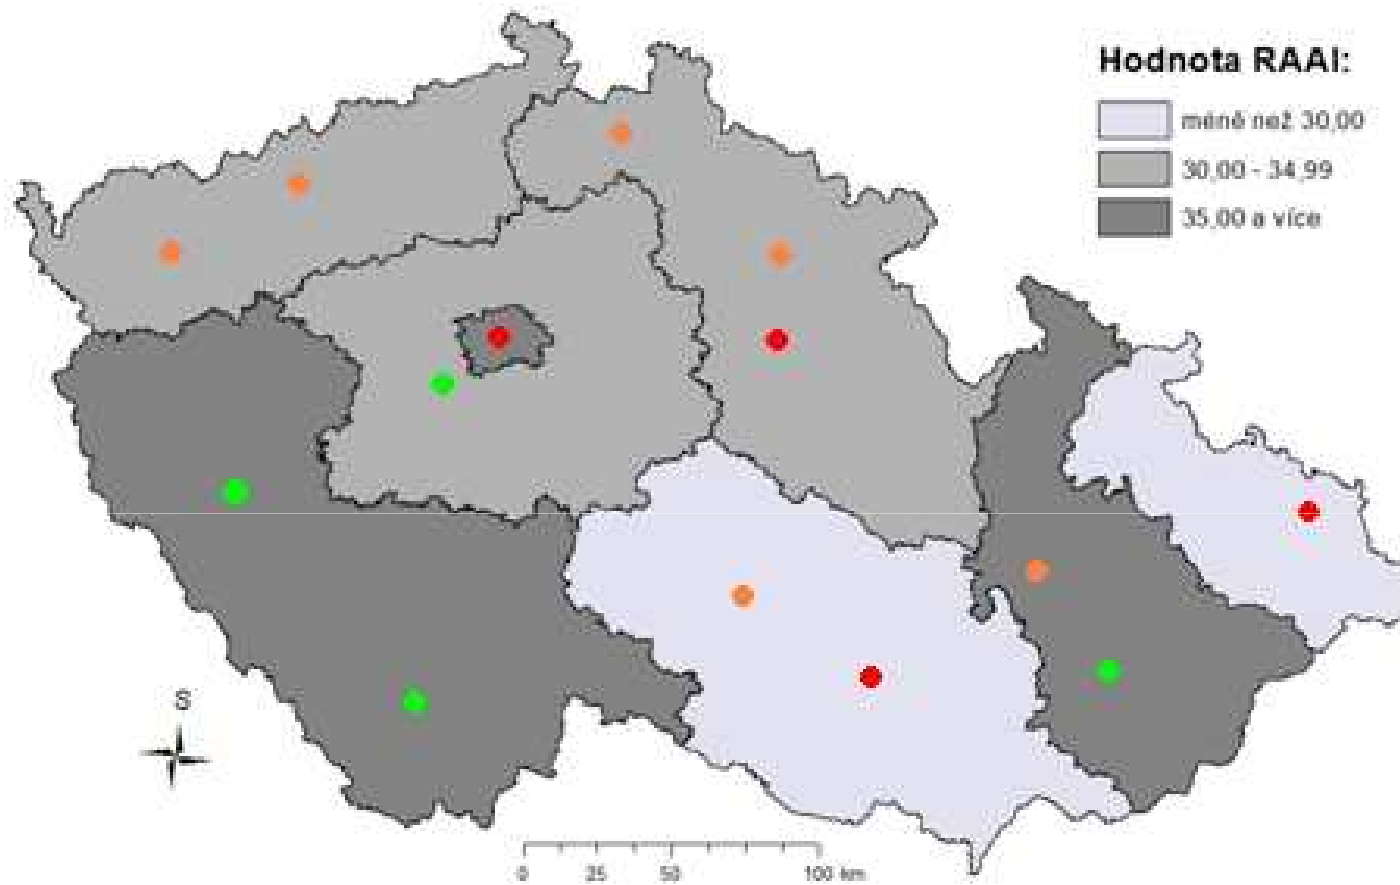 Hodnota RAAI:
méně než 30,00
30,00 - 34,99
35,00 a více
S
0 25 50 100 km